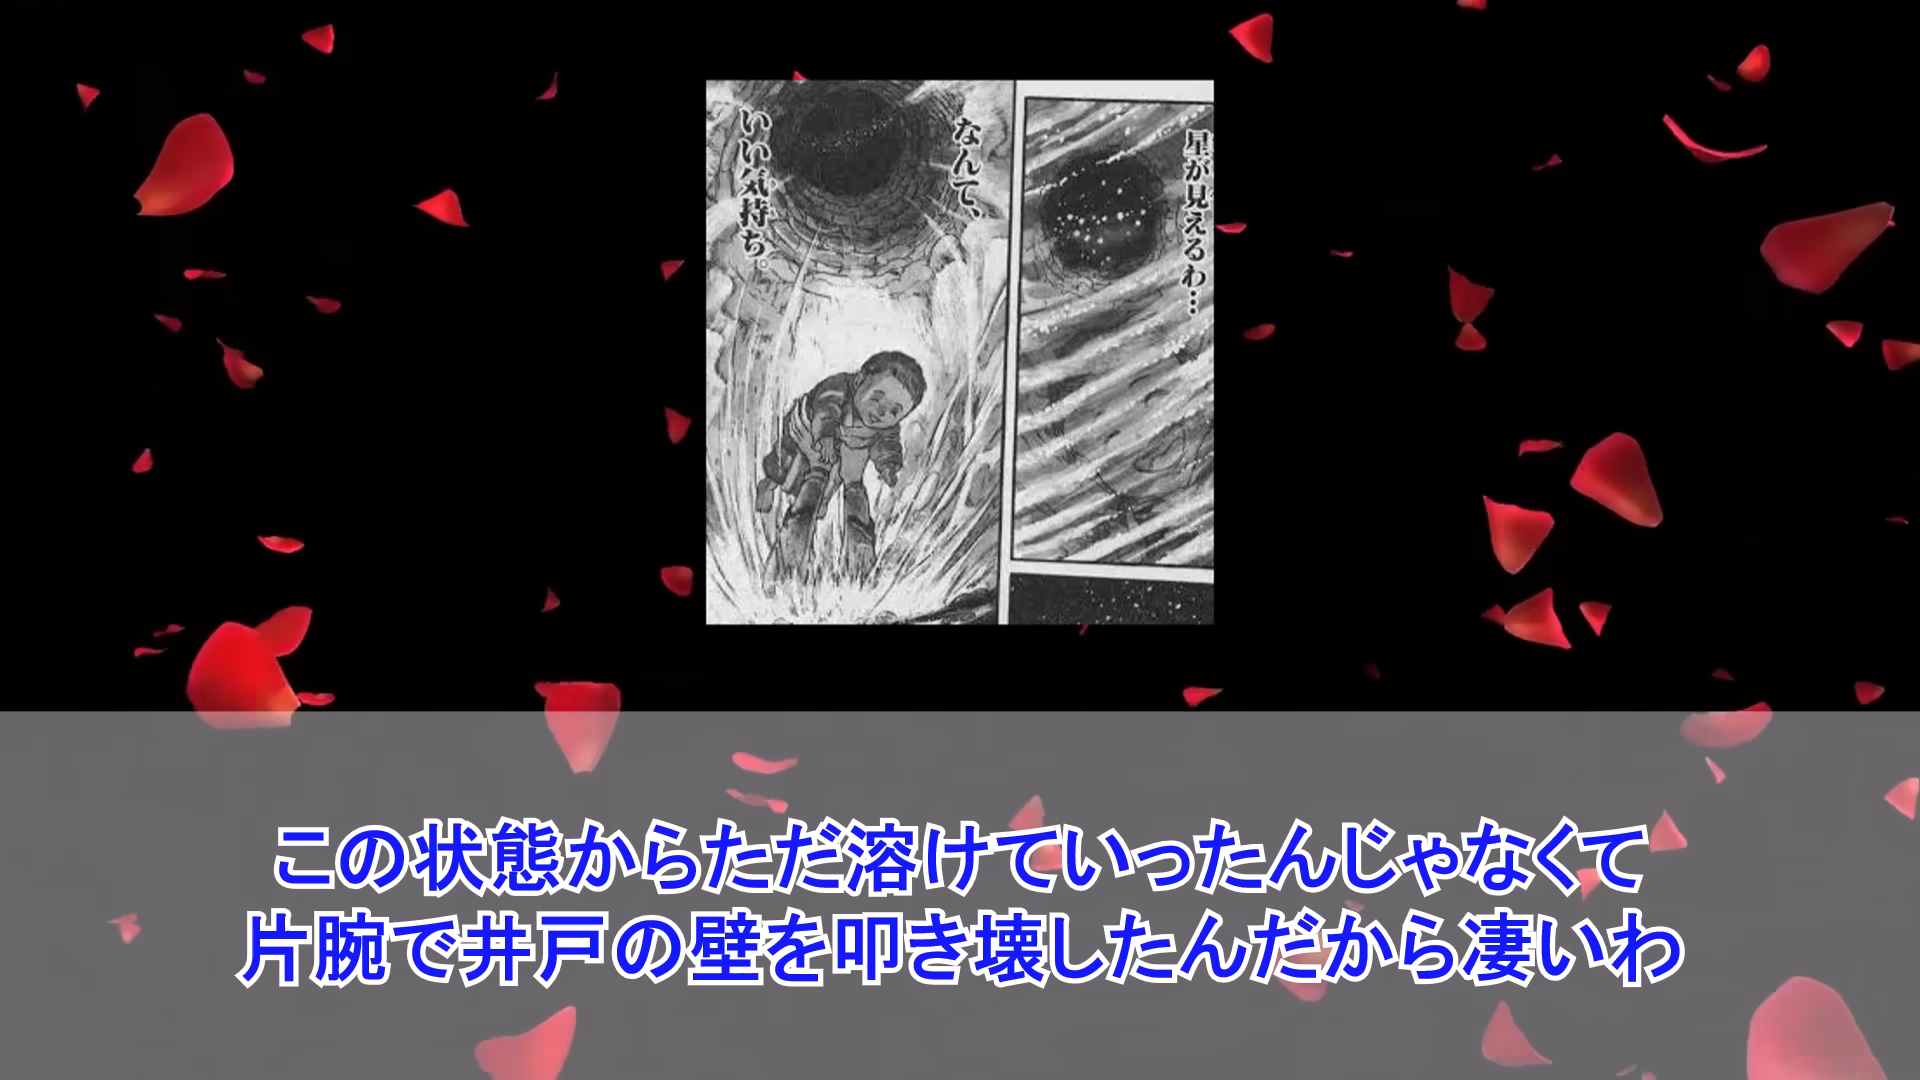 星が見えるわ…
なんて、
いい気持ち。
この状態からただ溶けていったんじゃなくて
片腕で井戸の壁を叩き壊したんだから凄いわ